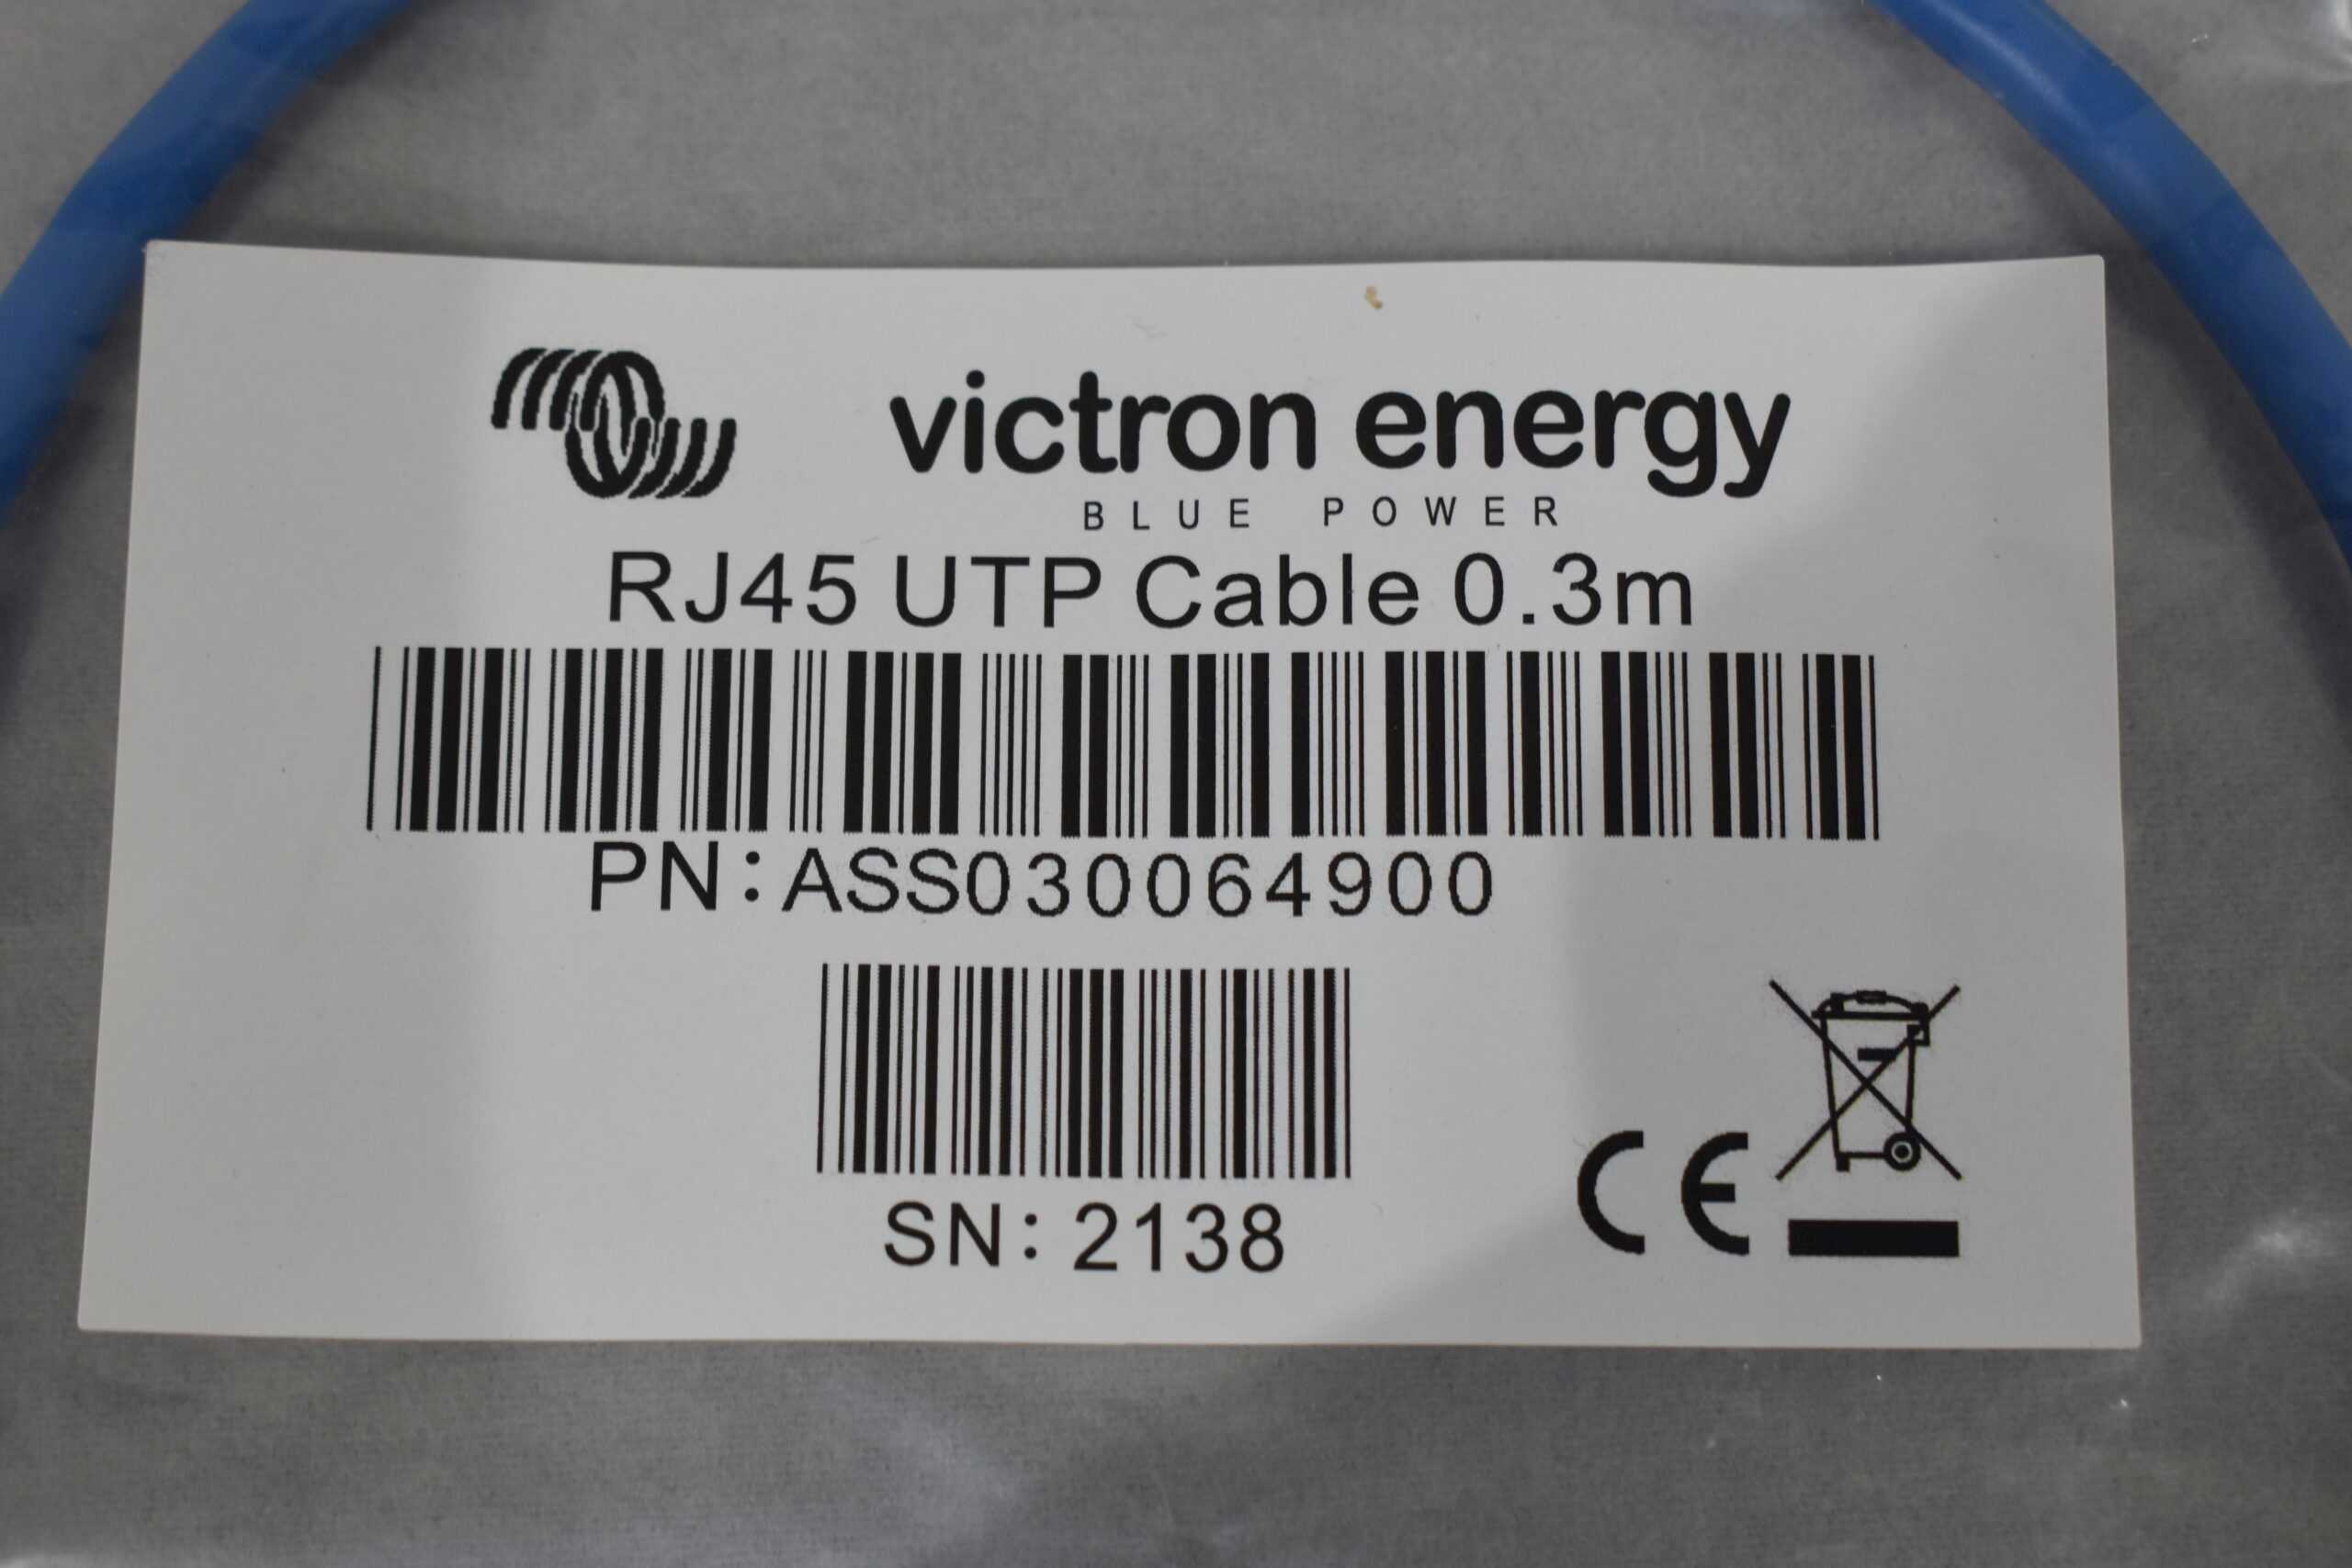 victron energy
BLUE POWER
RJ45 UTP Cable 0.3m
PN:ASS030064900
SN: 2138
CE